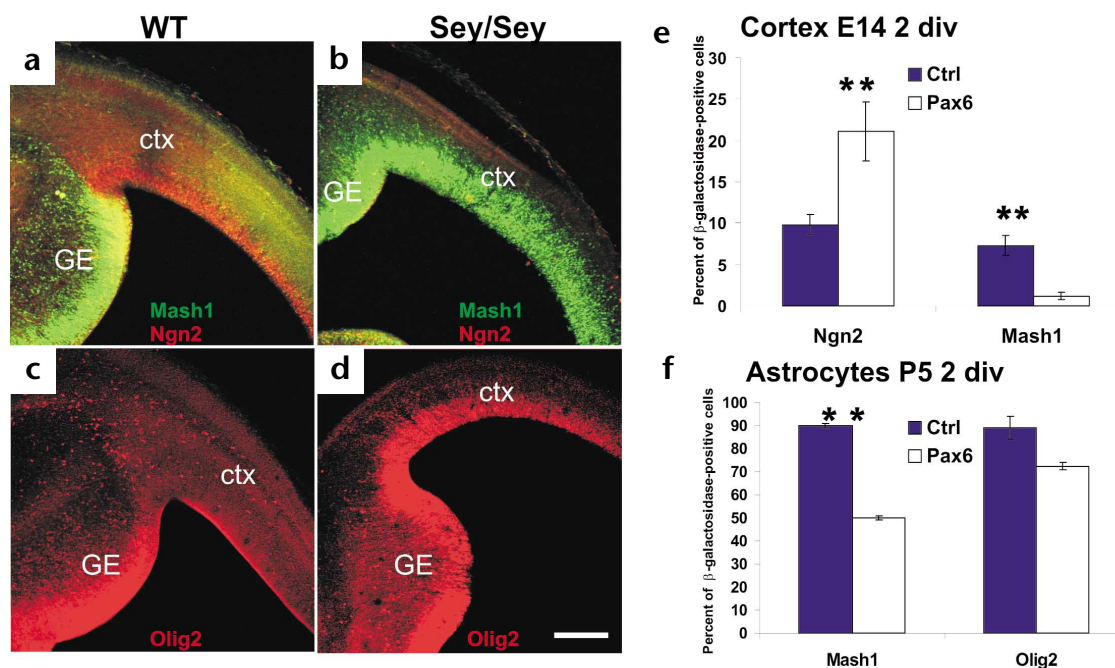 WT
Sey/Sey
a
ctx
GE
Mash1
Ngn2
b
ctx
GE
Mash1
Ngn2
c
ctx
GE
Olig2
d
ctx
GE
Olig2
e
Cortex E14 2 div
Percent of β-galactosidase-positive cells
30
25
20
15
10
5
0
Ctrl
Pax6
**
**
Ngn2 Mash1
f
Astrocytes P5 2 div
Percent of β-galactosidase-positive cells
100
90
80
70
60
50
40
30
20
10
0
* *
Ctrl
Pax6
Mash1 Olig2